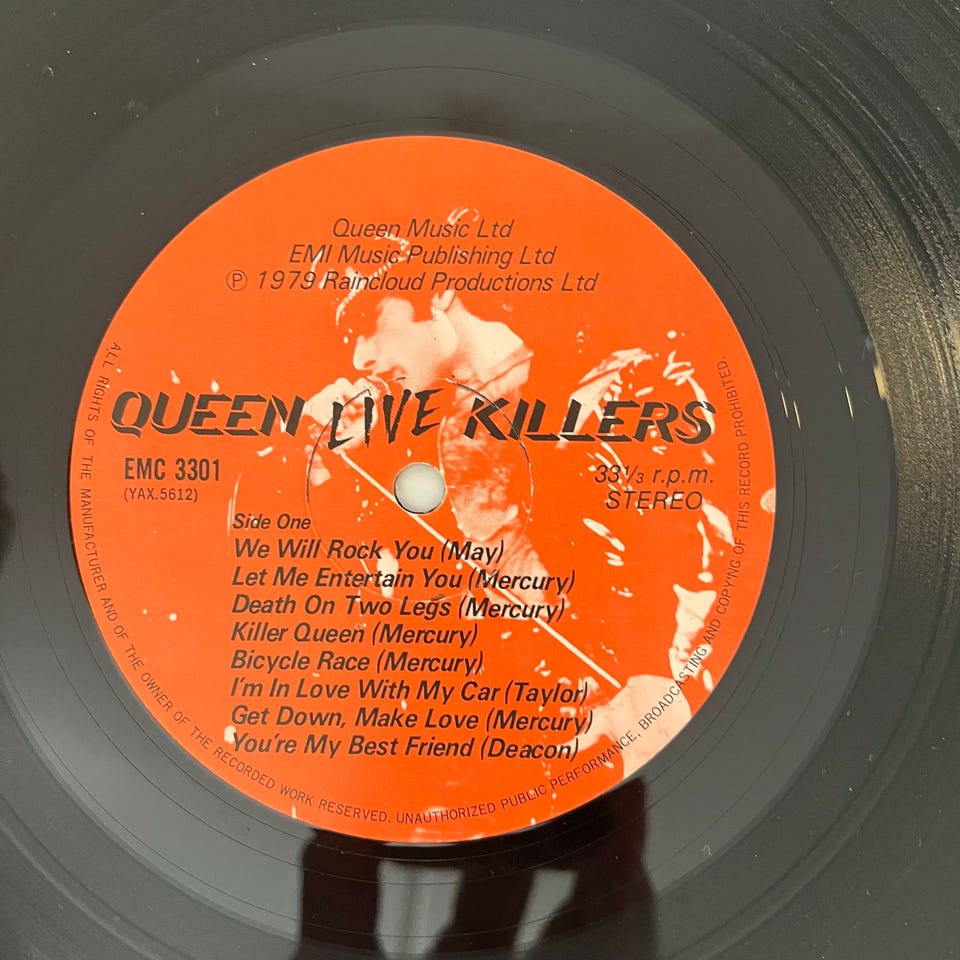 Queen Music Ltd
EMI Music Publishing Ltd
Ⓟ 1979 Raincloud Productions Ltd
QUEEN LIVE KILLERS
EMC 3301
(YAX.5612)
33⅓ r.p.m.
STEREO
Side One
We Will Rock You (May)
Let Me Entertain You (Mercury)
Death On Two Legs (Mercury)
Killer Queen (Mercury)
Bicycle Race (Mercury)
I'm In Love With My Car (Taylor)
Get Down, Make Love (Mercury)
You're My Best Friend (Deacon)
ALL RIGHTS OF THE MANUFACTURER AND OF THE OWNER OF THE RECORDED WORK RESERVED. UNAUTHORIZED PUBLIC PERFORMANCE, BROADCASTING AND COPYING OF THIS RECORD PROHIBITED.